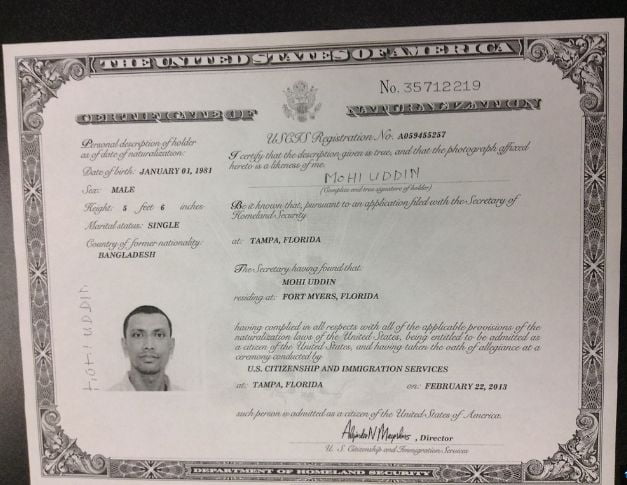 THE UNITED STATES OF AMERICA
No. 35712219
CERTIFICATE OF NATURALIZATION
Personal description of holder
as of date of naturalization:
Date of birth: JANUARY 01, 1981
Sex: MALE
Height: 5 feet 6 inches
Marital status: SINGLE
Country of former nationality:
BANGLADESH
MOHI UDDIN
USCIS Registration No. A059455257
I certify that the description given is true, and that the photograph affixed
hereto is a likeness of me.
MOHI UDDIN
(Complete and true signature of holder)
Be it known that, pursuant to an application filed with the Secretary of
Homeland Security
at: TAMPA, FLORIDA
The Secretary having found that:
MOHI UDDIN
residing at: FORT MYERS, FLORIDA
having complied in all respects with all of the applicable provisions of the
naturalization laws of the United States, being entitled to be admitted as
a citizen of the United States, and having taken the oath of allegiance at a
ceremony conducted by
U.S. CITIZENSHIP AND IMMIGRATION SERVICES
at: TAMPA, FLORIDA on: FEBRUARY 22, 2013
such person is admitted as a citizen of the United States of America.
, Director
U. S. Citizenship and Immigration Services
DEPARTMENT OF HOMELAND SECURITY